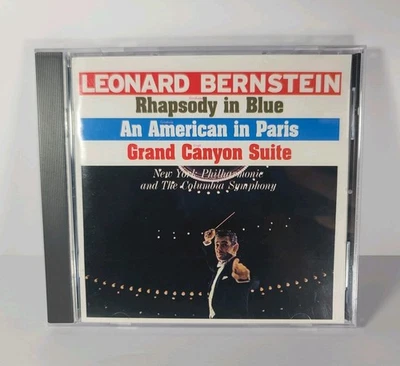 LEONARD BERNSTEIN
Rhapsody in Blue
An American in Paris
Grand Canyon Suite
New York Philharmonic
and The Columbia Symphony